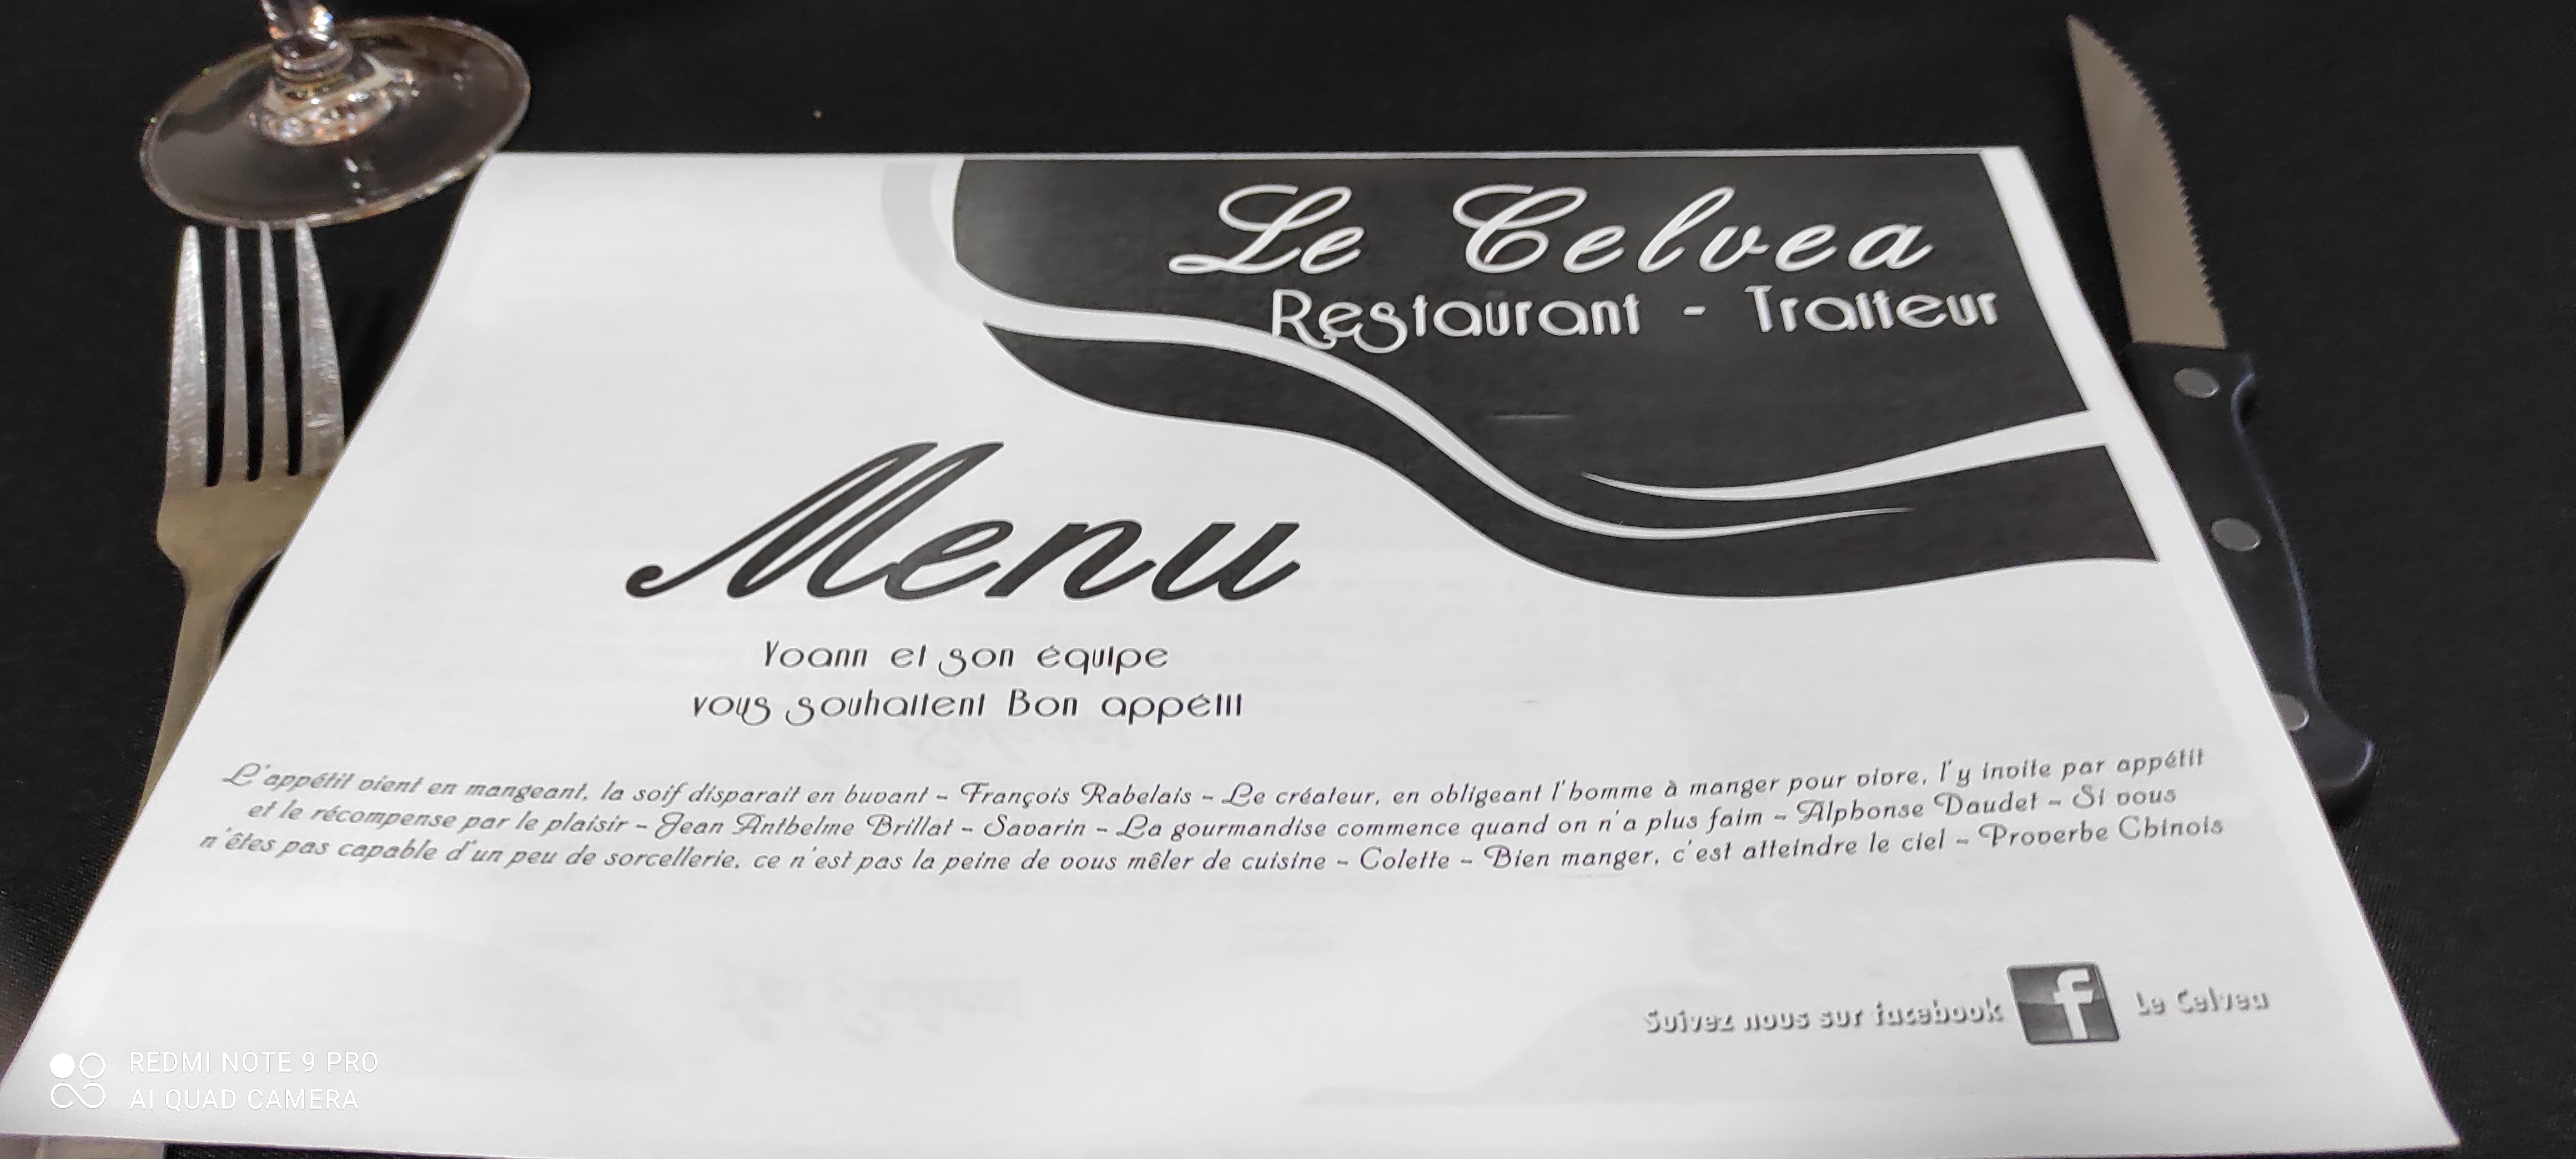 Le Celvea
Restaurant - Traiteur
Menu
Yoann et son équipe
vous souhaitent Bon appétit
L'appétit vient en mangeant, la soif disparait en buvant - François Rabelais - Le créateur, en obligeant l'homme à manger pour vivre, l'y invite par appétit
et le récompense par le plaisir - Jean Anthelme Brillat - Savarin - La gourmandise commence quand on n'a plus faim - Alphonse Daudet - Si vous
n'êtes pas capable d'un peu de sorcellerie, ce n'est pas la peine de vous mêler de cuisine - Colette - Bien manger, c'est atteindre le ciel - Proverbe Chinois
Suivez nous sur facebook f Le Celvea
REDMI NOTE 9 PRO
AI QUAD CAMERA